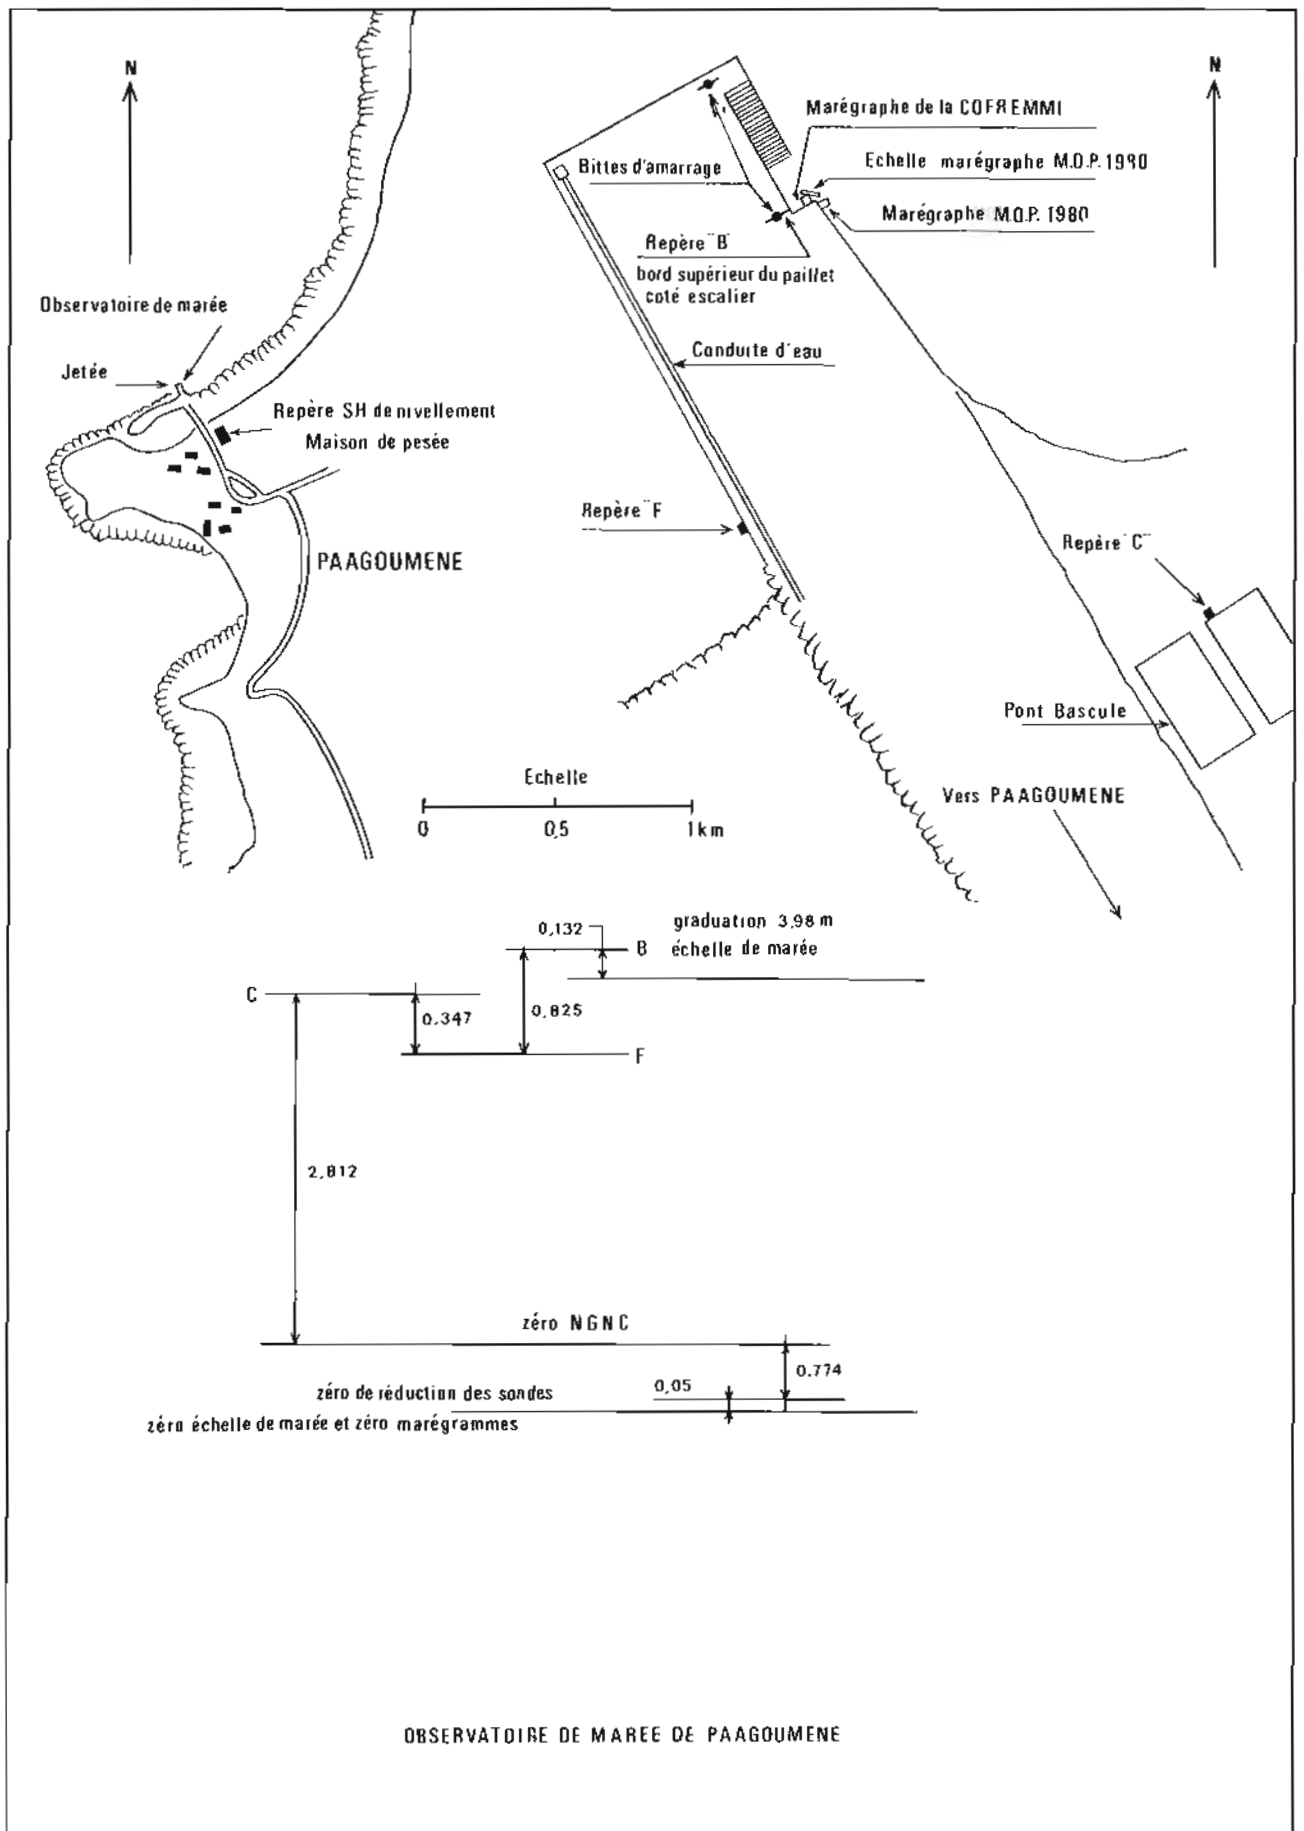 N
N
Observatoire de marée
Jetée
Repère SH de nivellement
Maison de pesée
PAAGOUMENE
Marégraphe de la COFREMMI
Echelle marégraphe M.O.P. 1980
Marégraphe M.O.P. 1980
Bittes d'amarrage
Repère "B"
bord supérieur du paillet
coté escalier
Conduite d'eau
Repère "F
Repère "C"
Pont Bascule
Vers PAAGOUMENE
Echelle
0 0,5 1km
0,132
graduation 3,98 m
B échelle de marée
C
0.347
0,825
F
2,812
zéro NGNC
0.774
zéro de réduction des sondes
0,05
zéro échelle de marée et zéro marégrammes
OBSERVATOIRE DE MAREE DE PAAGOUMENE